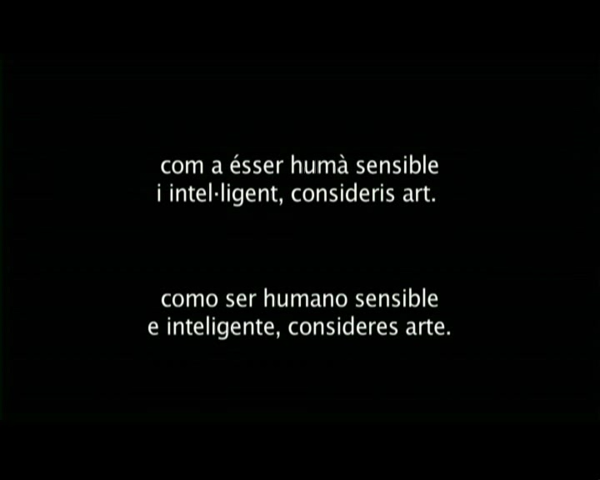 com a ésser humà sensible
i intel·ligent, consideris art.
como ser humano sensible
e inteligente, consideres arte.